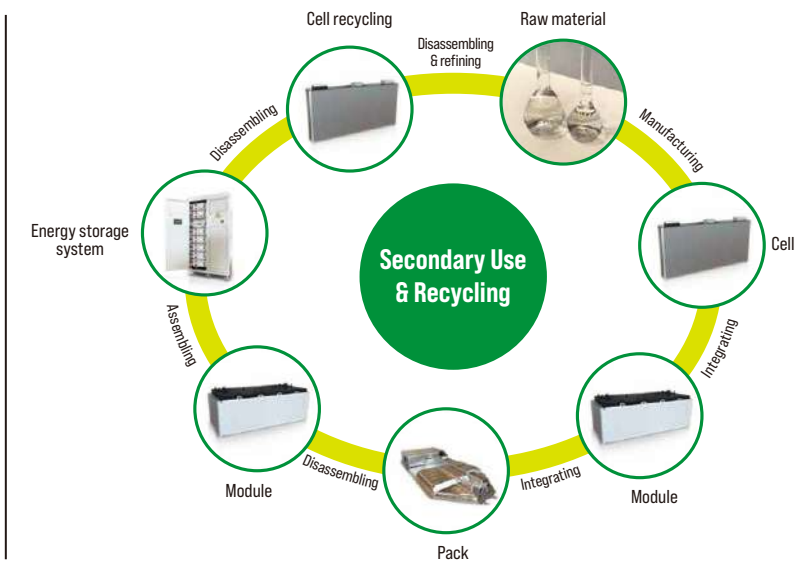 Cell recycling
Disassembling
& refining
Raw material
Manufacturing
Cell
Integrating
Module
Integrating
Pack
Disassembling
Module
Assembling
Energy storage
system
Disassembling
Secondary Use
& Recycling